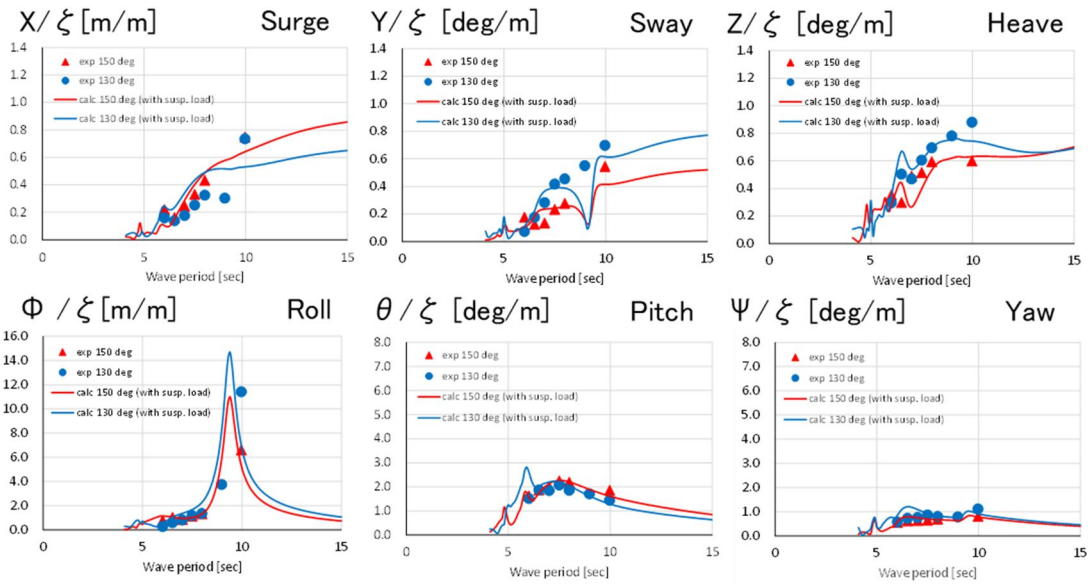 X/ ζ [m/m] Surge
1.4
1.2
1.0
0.8
0.6
0.4
0.2
0.0
0 5 10 15
exp 150 deg
exp 130 deg
calc 150 deg (with susp. load)
calc 130 deg (with susp. load)
Wave period [sec]
Y/ ζ [deg/m] Sway
1.4
1.2
1.0
0.8
0.6
0.4
0.2
0.0
0 5 10 15
exp 150 deg
exp 130 deg
calc 150 deg (with susp. load)
calc 130 deg (with susp. load)
Wave period [sec]
Z/ ζ [deg/m] Heave
1.4
1.2
1.0
0.8
0.6
0.4
0.2
0.0
0 5 10 15
exp 150 deg
exp 130 deg
calc 150 deg (with susp. load)
calc 130 deg (with susp. load)
Wave period [sec]
Φ / ζ [m/m] Roll
16.0
14.0
12.0
10.0
8.0
6.0
4.0
2.0
0.0
0 5 10 15
exp 150 deg
exp 130 deg
calc 150 deg (with susp. load)
calc 130 deg (with susp. load)
Wave period [sec]
θ / ζ [deg/m] Pitch
8.0
7.0
6.0
5.0
4.0
3.0
2.0
1.0
0.0
0 5 10 15
exp 150 deg
exp 130 deg
calc 150 deg (with susp. load)
calc 130 deg (with susp. load)
Wave period [sec]
Ψ / ζ [deg/m] Yaw
8.0
7.0
6.0
5.0
4.0
3.0
2.0
1.0
0.0
0 5 10 15
exp 150 deg
exp 130 deg
calc 150 deg (with susp. load)
calc 130 deg (with susp. load)
Wave period [sec]